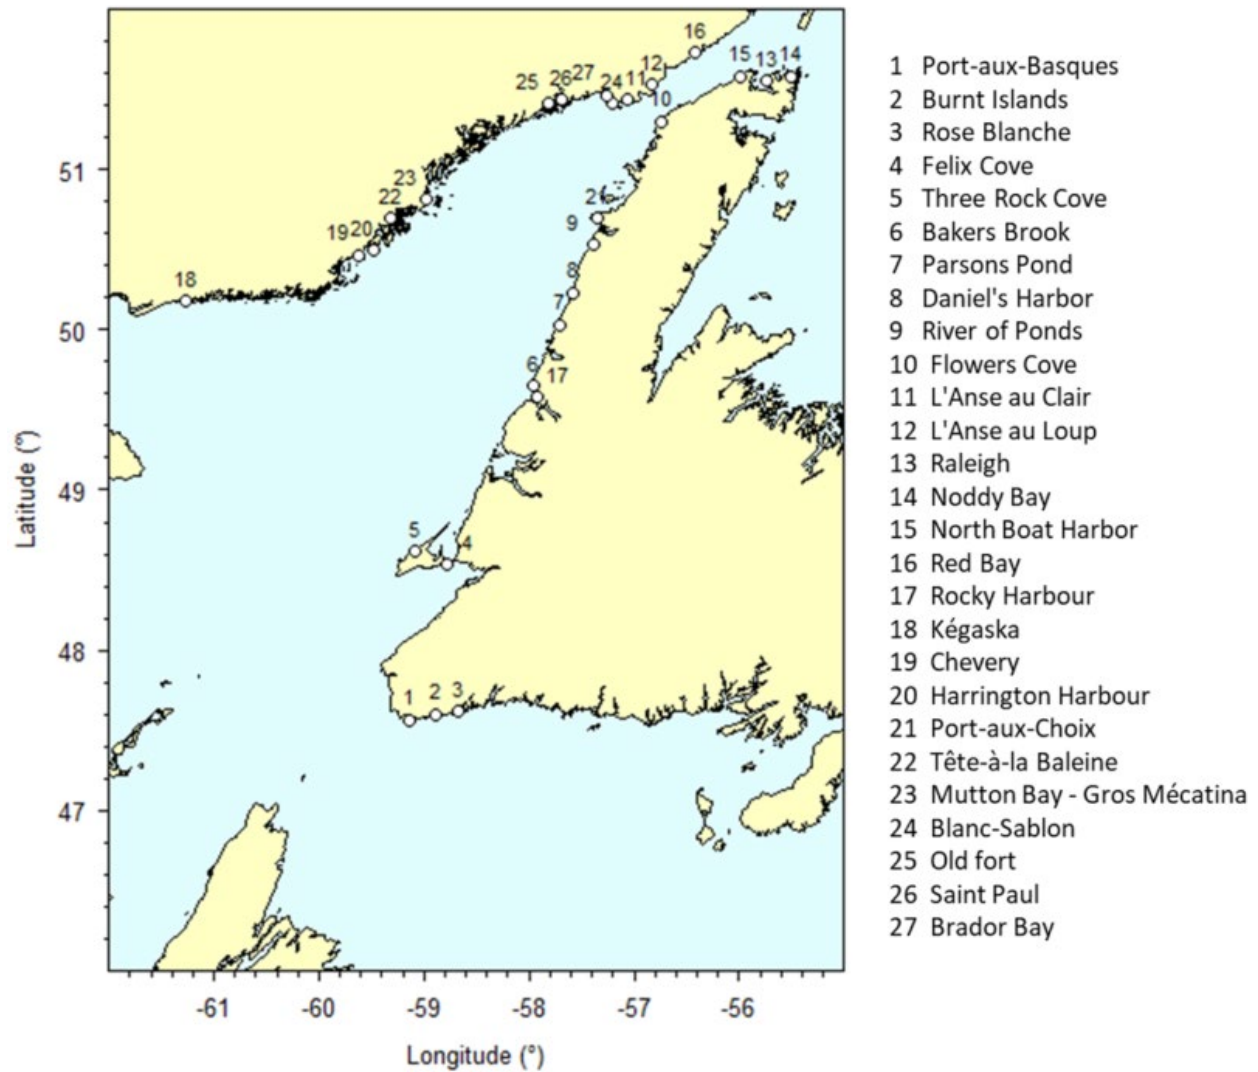 16
12
15 13 14
25 26 27 24 11
10
51
23
22
21
19 20
9
18
8
50
7
6 17
49
5
4
48
1 2 3
47
-61 -60 -59 -58 -57 -56
Latitude (°)
Longitude (°)
1 Port-aux-Basques
2 Burnt Islands
3 Rose Blanche
4 Felix Cove
5 Three Rock Cove
6 Bakers Brook
7 Parsons Pond
8 Daniel's Harbor
9 River of Ponds
10 Flowers Cove
11 L'Anse au Clair
12 L'Anse au Loup
13 Raleigh
14 Noddy Bay
15 North Boat Harbor
16 Red Bay
17 Rocky Harbour
18 Kégaska
19 Chevery
20 Harrington Harbour
21 Port-aux-Choix
22 Tête-à-la Baleine
23 Mutton Bay - Gros Mécatina
24 Blanc-Sablon
25 Old fort
26 Saint Paul
27 Brador Bay